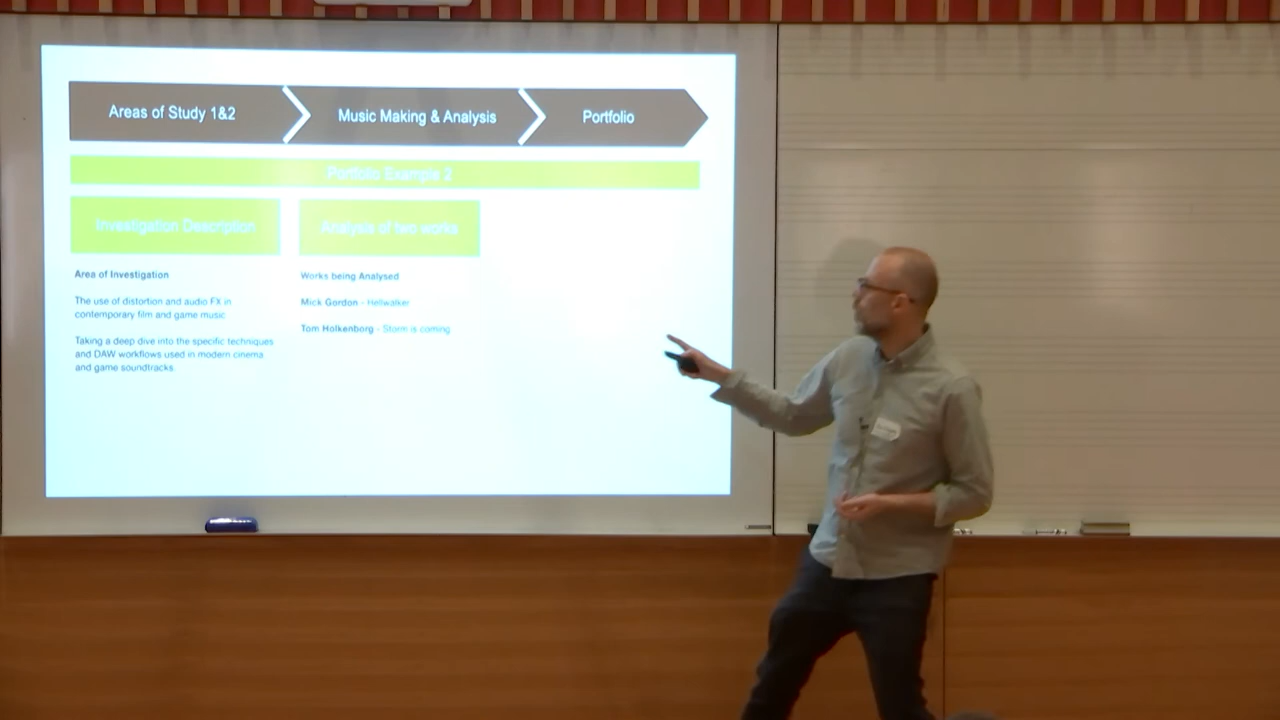 Areas of Study 1&2
Music Making & Analysis
Portfolio
Portfolio Example 2
Investigation Description
Analysis of two works
Area of Investigation
The use of distortion and audio FX in
contemporary film and game music.
Taking a deep dive into the specific techniques
and DAW workflows used in modern cinema
and game soundtracks.
Works being Analysed
Mick Gordon - Hellwalker
Tom Holkenborg - Storm is coming